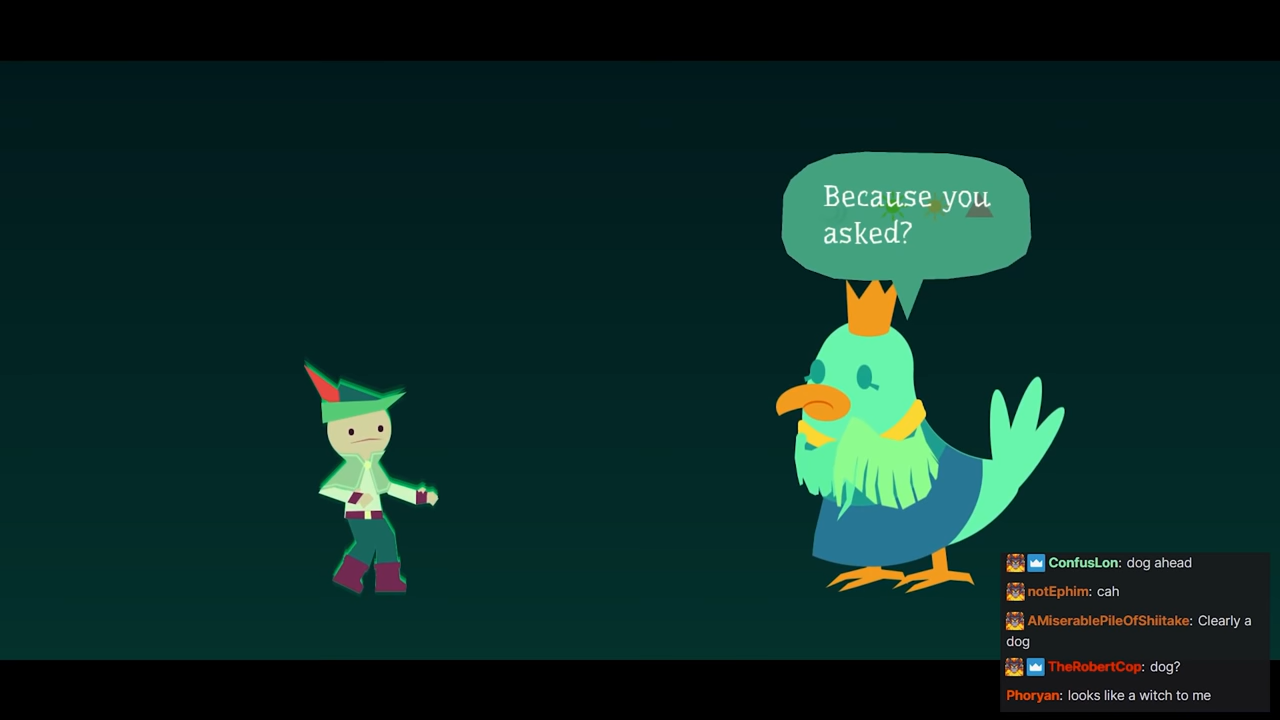 Because you
asked?
ConfusLon: dog ahead
notEphim: cah
AMiserablePileOfShiitake: Clearly a
dog
TheRobertCop: dog?
Phoryan: looks like a witch to me